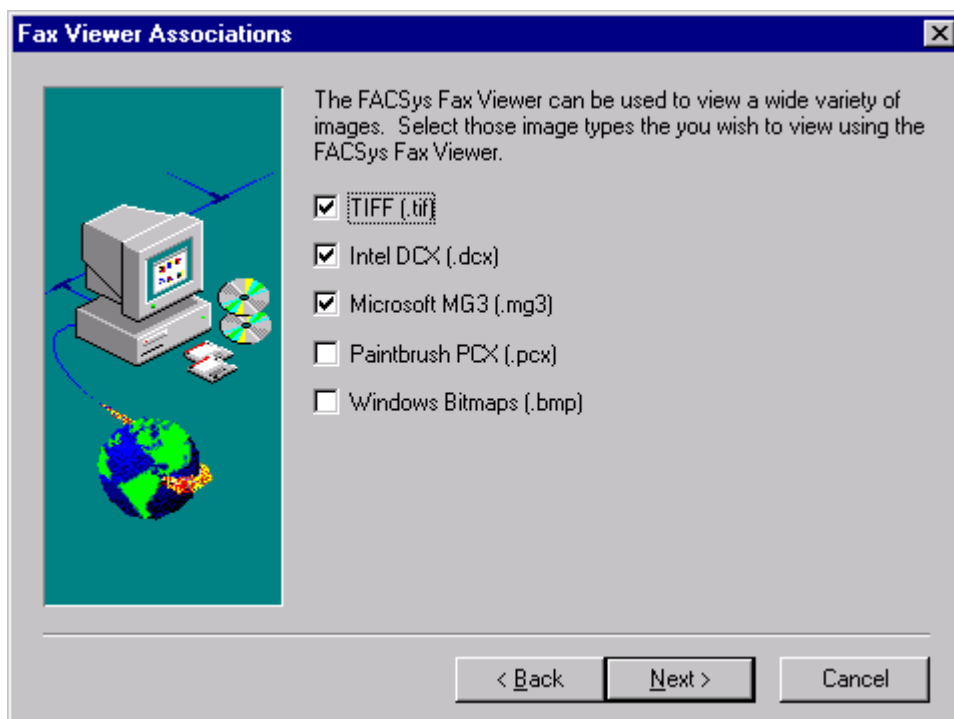 Fax Viewer Associations
The FACSys Fax Viewer can be used to view a wide variety of
images.  Select those image types the you wish to view using the
FACSys Fax Viewer.
TIFF (.tif)
Intel DCX (.dcx)
Microsoft MG3 (.mg3)
Paintbrush PCX (.pcx)
Windows Bitmaps (.bmp)
< Back   Next >   Cancel